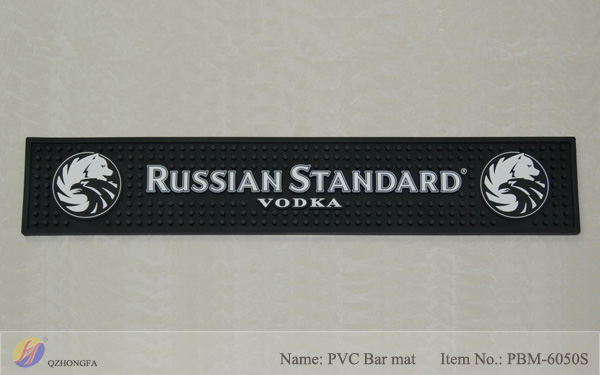 RUSSIAN STANDARD®
VODKA
QZHONGFA
Name: PVC Bar mat Item No.: PBM-6050S